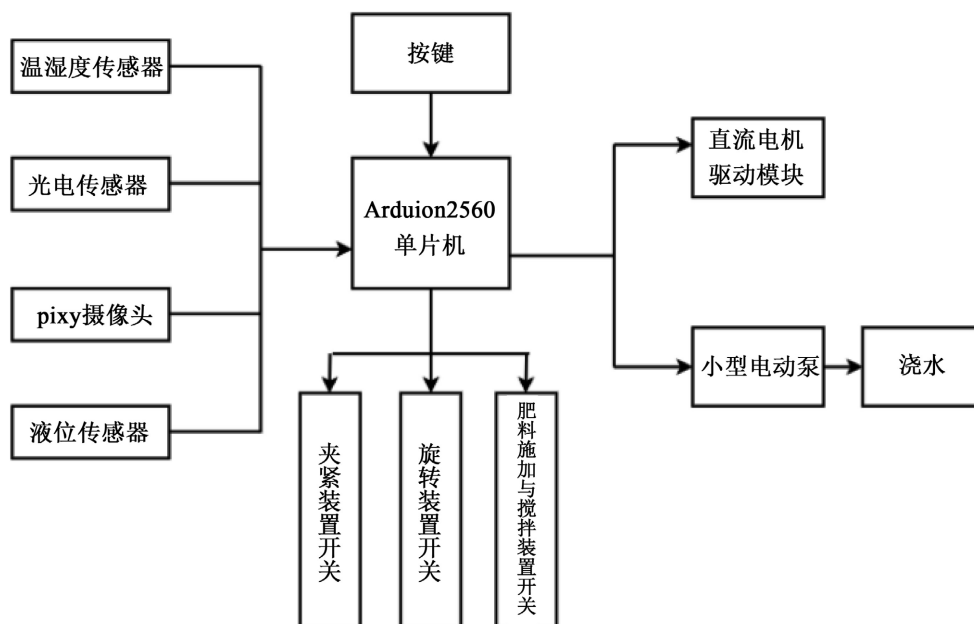 温湿度传感器
光电传感器
pixy摄像头
液位传感器
按键
Arduion2560
单片机
夹紧装置开关
旋转装置开关
肥料施加与搅拌装置开关
直流电机
驱动模块
小型电动泵
浇水